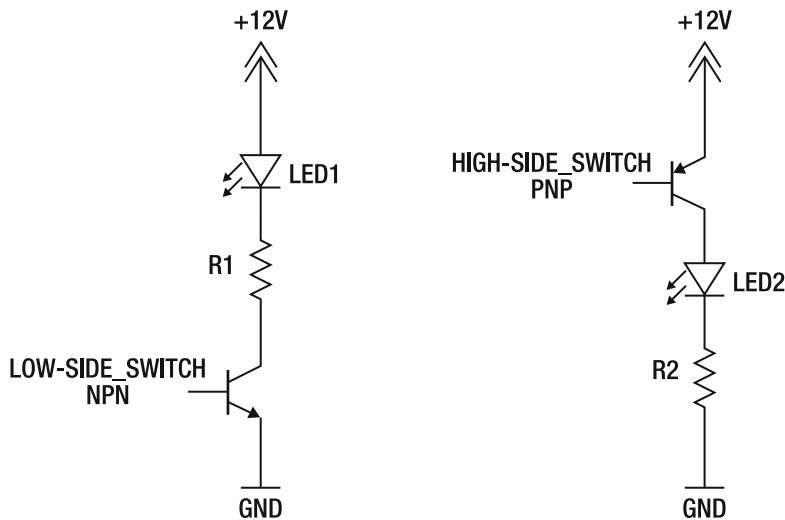 +12V
LED1
R1
LOW-SIDE_SWITCH
NPN
GND
+12V
HIGH-SIDE_SWITCH
PNP
LED2
R2
GND